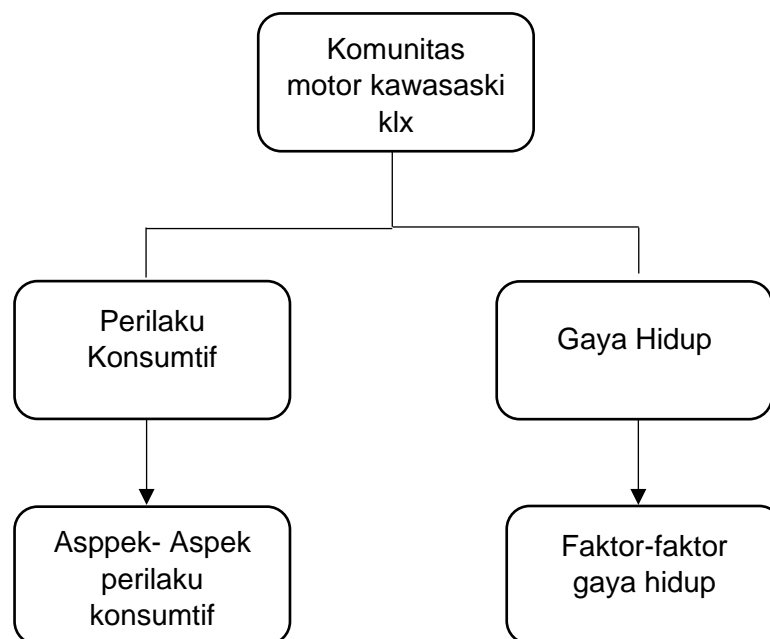 Komunitas
motor kawasaski
klx
Perilaku
Konsumtif
Gaya Hidup
Asppek- Aspek
perilaku
konsumtif
Faktor-faktor
gaya hidup